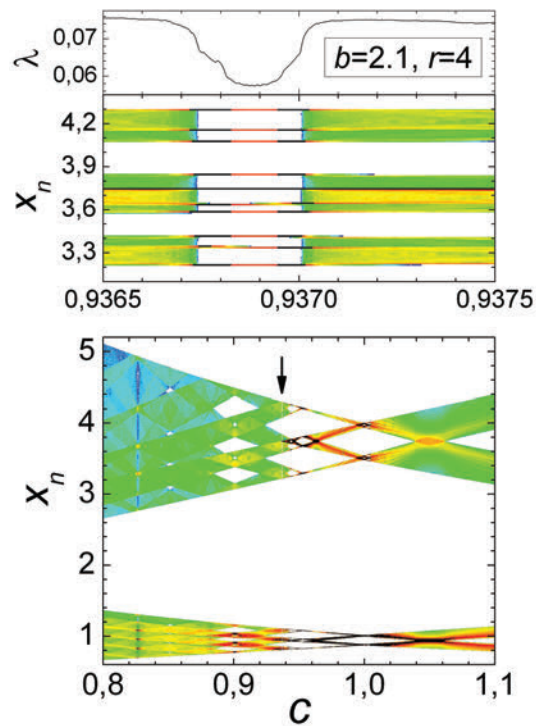 0,07
λ
0,06
b=2.1, r=4
4,2
3,9
x_n
3,6
3,3
0,9365 0,9370 0,9375
5
4
x_n
3
2
1
0,8 0,9 1,0 1,1
c